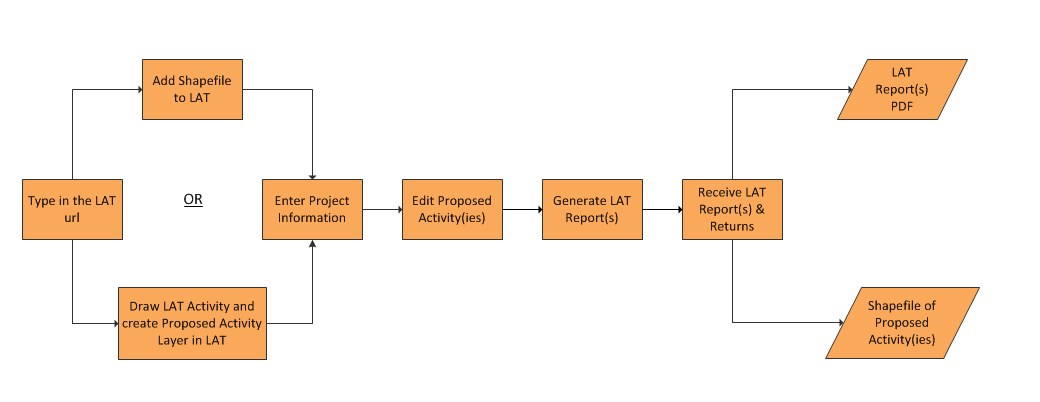 Add Shapefile
to LAT
LAT
Report(s)
PDF
Type in the LAT
url
OR
Enter Project
Information
Edit Proposed
Activity(ies)
Generate LAT
Report(s)
Receive LAT
Report(s) &
Returns
Draw LAT Activity and
create Proposed Activity
Layer in LAT
Shapefile of
Proposed
Activity(ies)